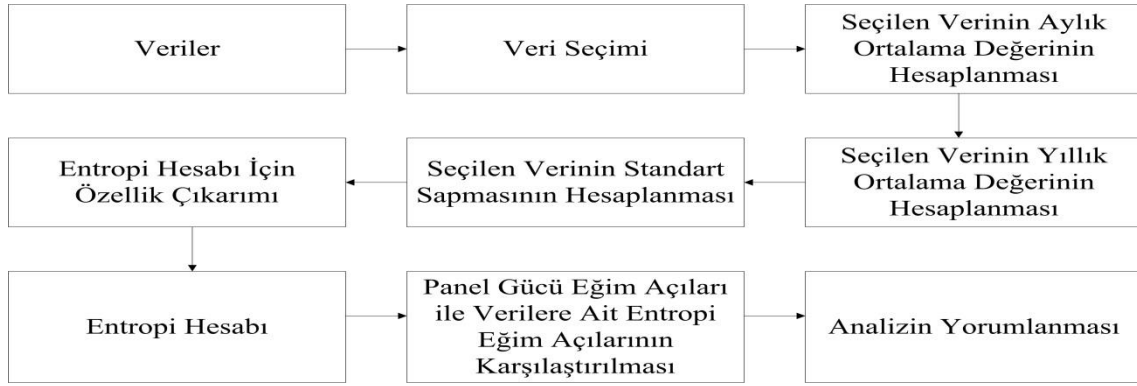 Veriler
Veri Seçimi
Seçilen Verinin Aylık
Ortalama Değerinin
Hesaplanması
Seçilen Verinin Yıllık
Ortalama Değerinin
Hesaplanması
Seçilen Verinin Standart
Sapmasının Hesaplanması
Entropi Hesabı İçin
Özellik Çıkarımı
Entropi Hesabı
Panel Gücü Eğim Açıları
ile Verilere Ait Entropi
Eğim Açılarının
Karşılaştırılması
Analizin Yorumlanması